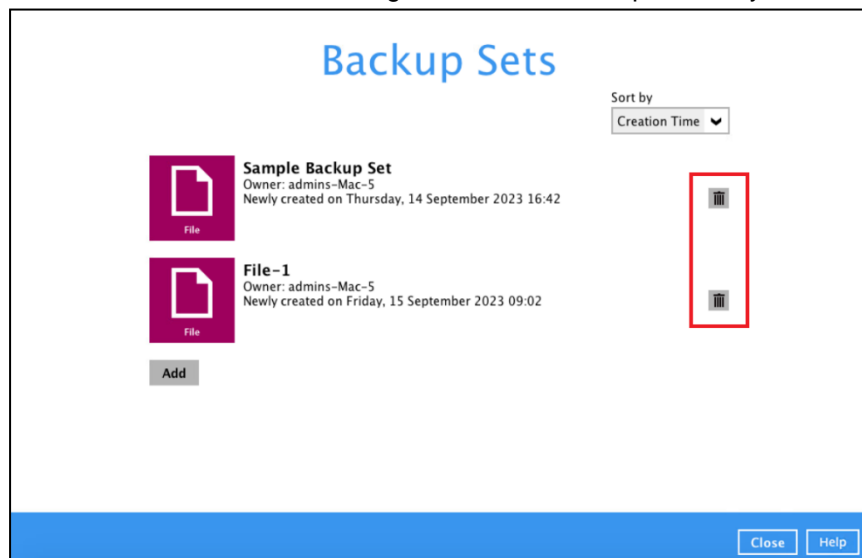 Backup Sets
Sort by
Creation Time
Sample Backup Set
Owner: admins-Mac-5
Newly created on Thursday, 14 September 2023 16:42
File
File-1
Owner: admins-Mac-5
Newly created on Friday, 15 September 2023 09:02
File
Add
Close Help